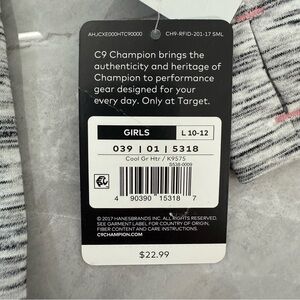 AHJCXE000HTC90000 CH9-RFID-201-17 SML
C9 Champion brings the
authenticity and heritage of
Champion to performance
gear designed for your
every day. Only at Target.
GIRLS L 10-12
039 | 01 | 5318
Cool Gr Htr / K9575
S538-0009
4 90390 15318 7
©2017 HANESBRANDS INC. ALL RIGHTS RESERVED.
SEE GARMENT LABEL FOR COUNTRY OF ORIGIN,
FIBER CONTENT AND CARE INSTRUCTIONS.
C9CHAMPION.COM
$22.99